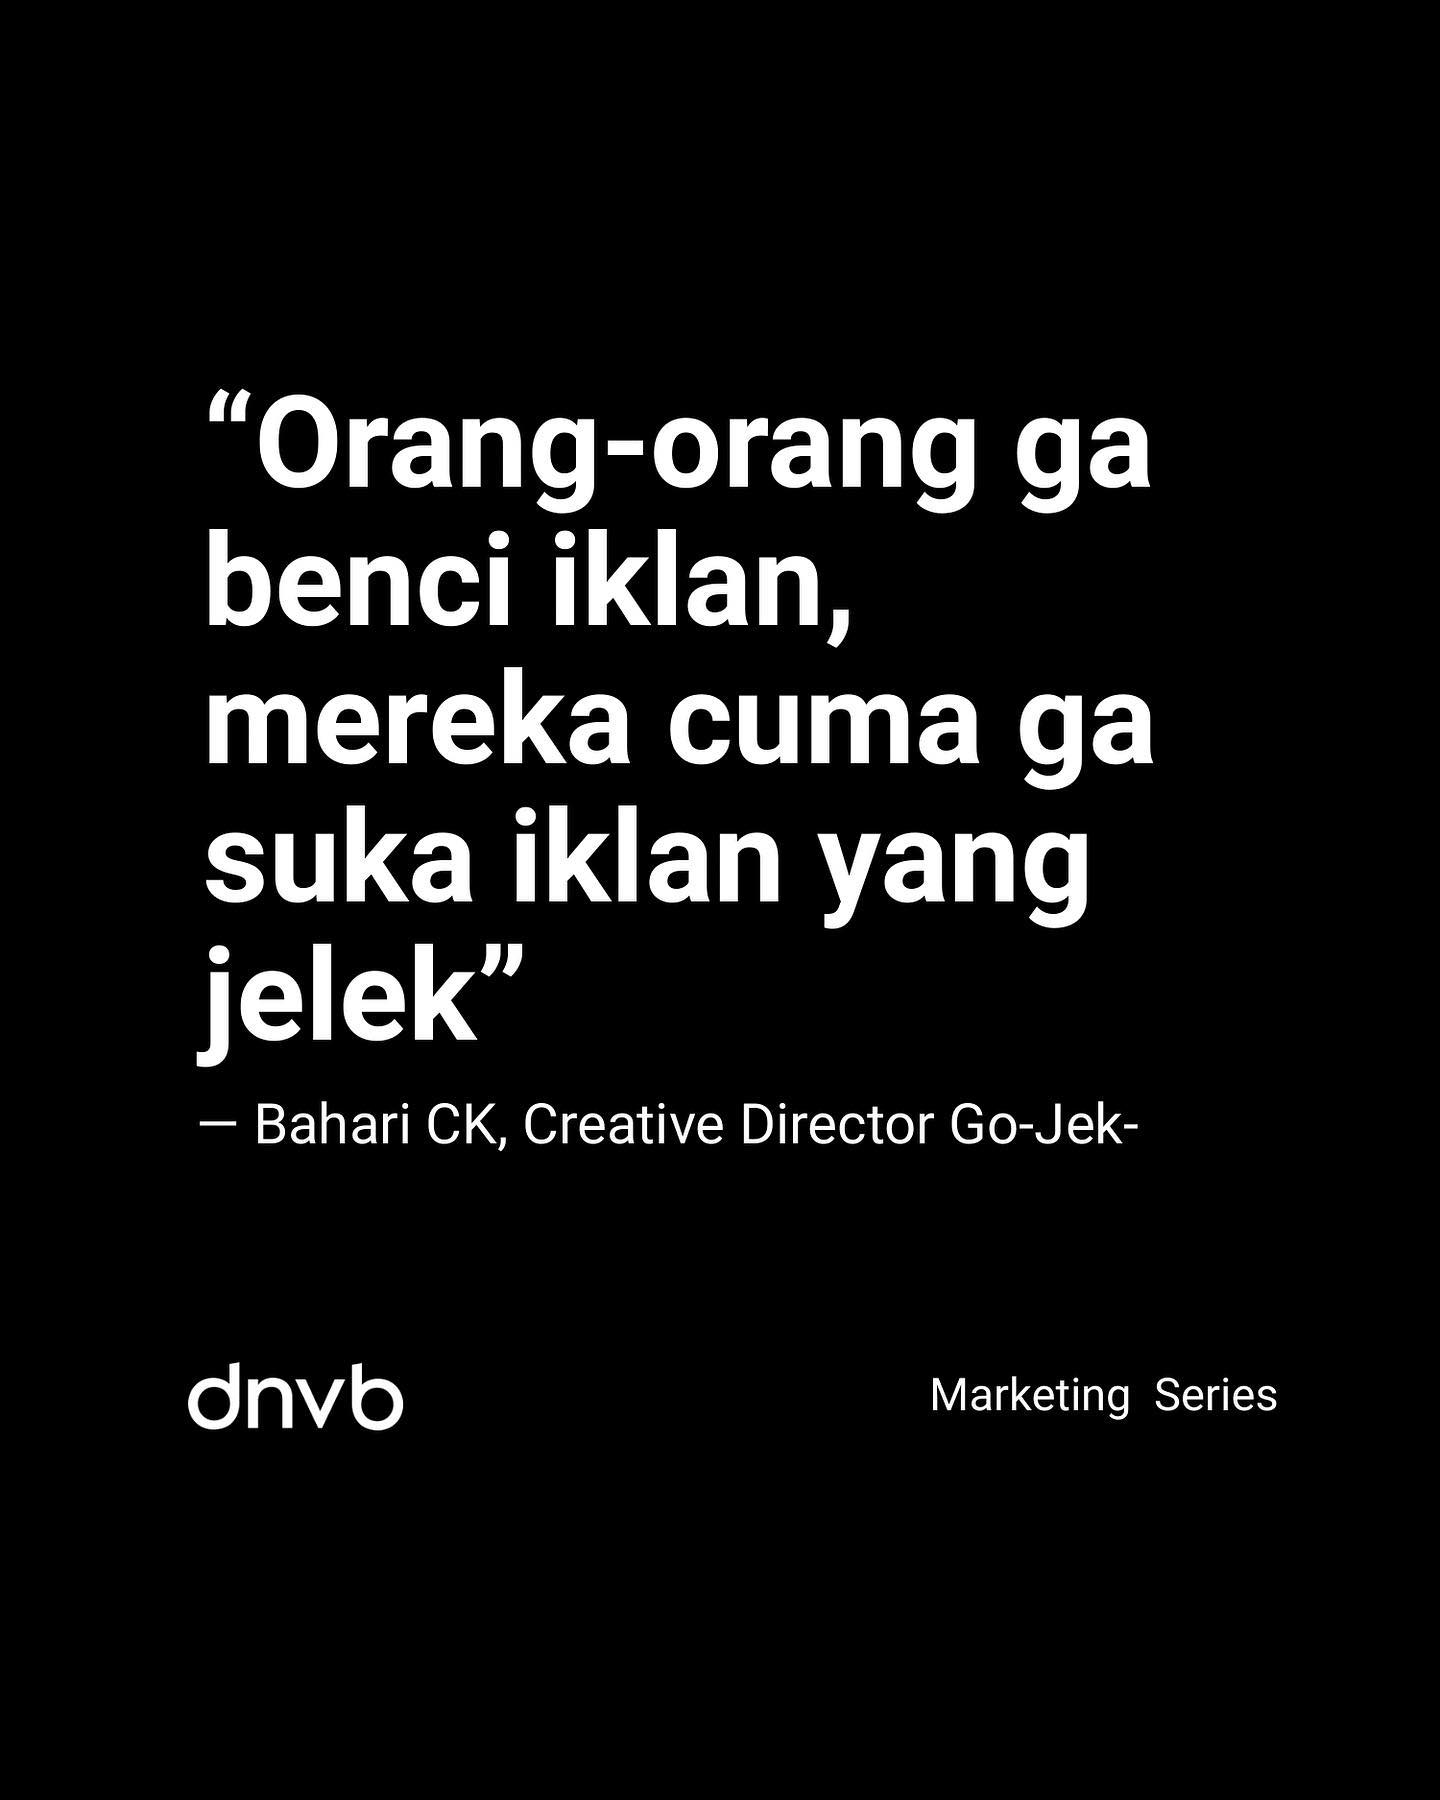 “Orang-orang ga
benci iklan,
mereka cuma ga
suka iklan yang
jelek”
— Bahari CK, Creative Director Go-Jek-
dnvb
Marketing Series